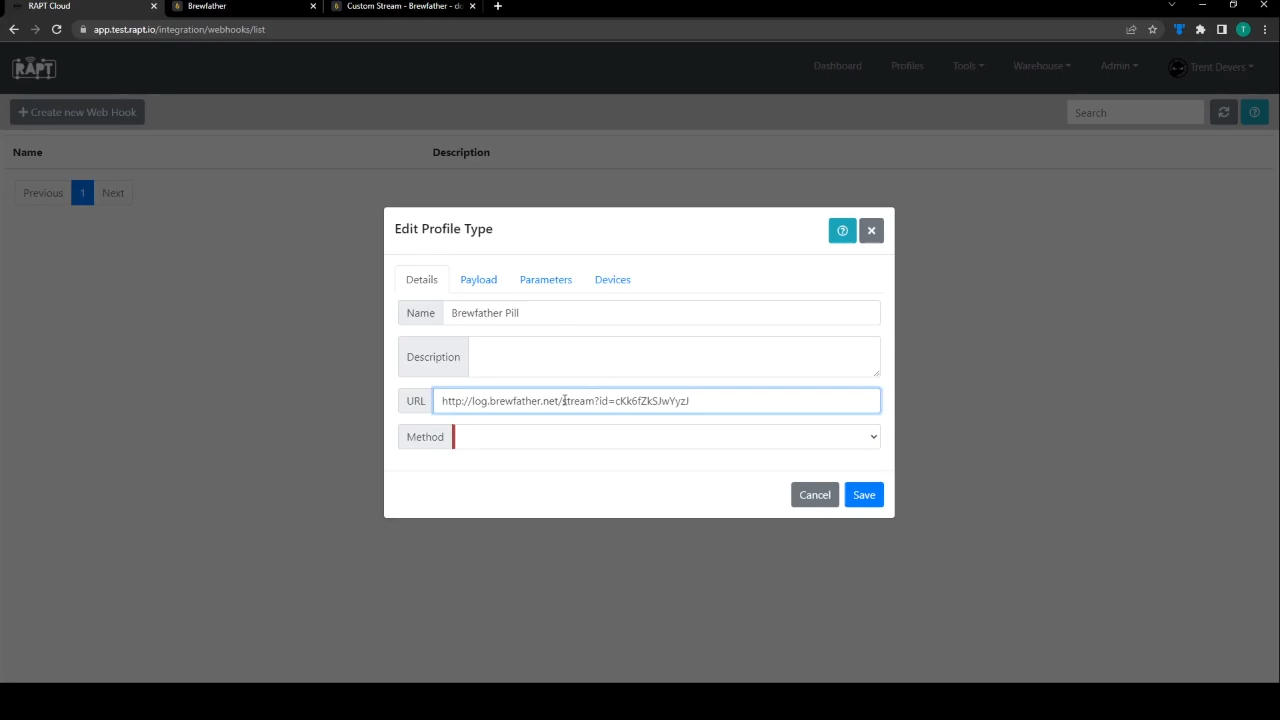 RAPT Cloud
Brewfather
Custom Stream - Brewfather - do
app.test.rapt.io/integration/webhooks/list
T
RAPT
Dashboard
Profiles
Tools
Warehouse
Admin
Trent Devers
Create new Web Hook
Search
Name
Description
Previous
1
Next
Edit Profile Type
Details
Payload
Parameters
Devices
Name
Brewfather Pill
Description
URL
http://log.brewfather.net/stream?id=cKk6fZkSJwYyzJ
Method
Cancel
Save